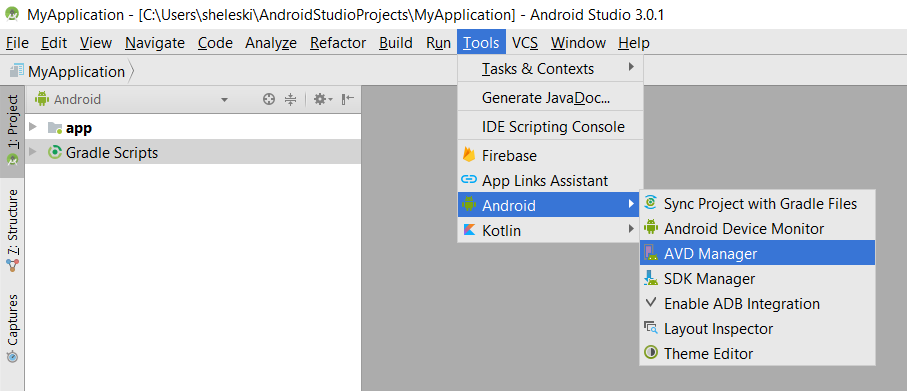 MyApplication - [C:\Users\sheleski\AndroidStudioProjects\MyApplication] - Android Studio 3.0.1
File Edit View Navigate Code Analyze Refactor Build Run Tools VCS Window Help
MyApplication
Android
app
Gradle Scripts
1: Project
7: Structure
Captures
Tasks & Contexts
Generate JavaDoc...
IDE Scripting Console
Firebase
App Links Assistant
Android
Kotlin
Sync Project with Gradle Files
Android Device Monitor
AVD Manager
SDK Manager
Enable ADB Integration
Layout Inspector
Theme Editor